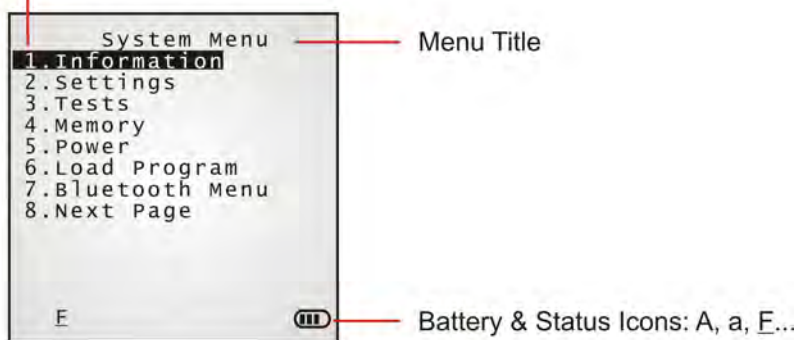 System Menu
Menu Title
1.Information
2.Settings
3.Tests
4.Memory
5.Power
6.Load Program
7.Bluetooth Menu
8.Next Page
F
Battery & Status Icons: A, a, F...